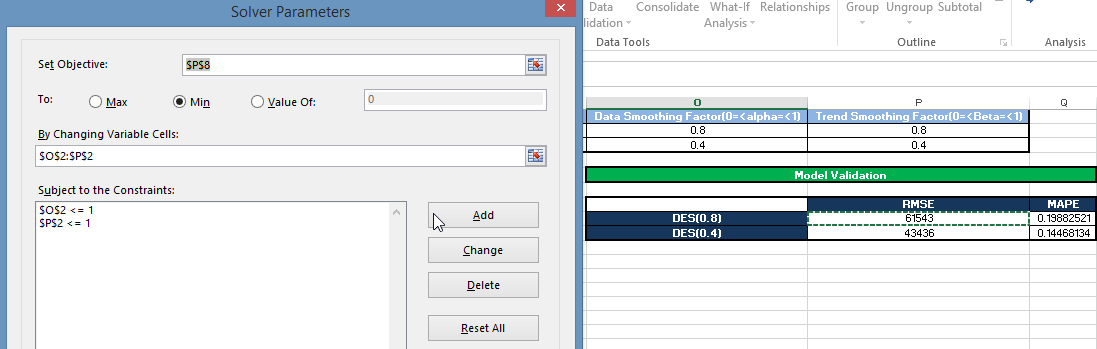 Solver Parameters
Set Objective:
$P$8
To:
Max
Min
Value Of:
0
By Changing Variable Cells:
$O$2:$P$2
Subject to the Constraints:
$O$2 <= 1
$P$2 <= 1
Add
Change
Delete
Reset All
Data Consolidate What-If Relationships
lidation Analysis
Group Ungroup Subtotal
Data Tools
Outline
Analysis
O P Q
Data Smoothing Factor(0=<alpha=<1) Trend Smoothing Factor(0=<Beta=<1)
0.8 0.8
0.4 0.4
Model Validation
RMSE MAPE
DES(0.8) 61543 0.19882521
DES(0.4) 43436 0.14468134